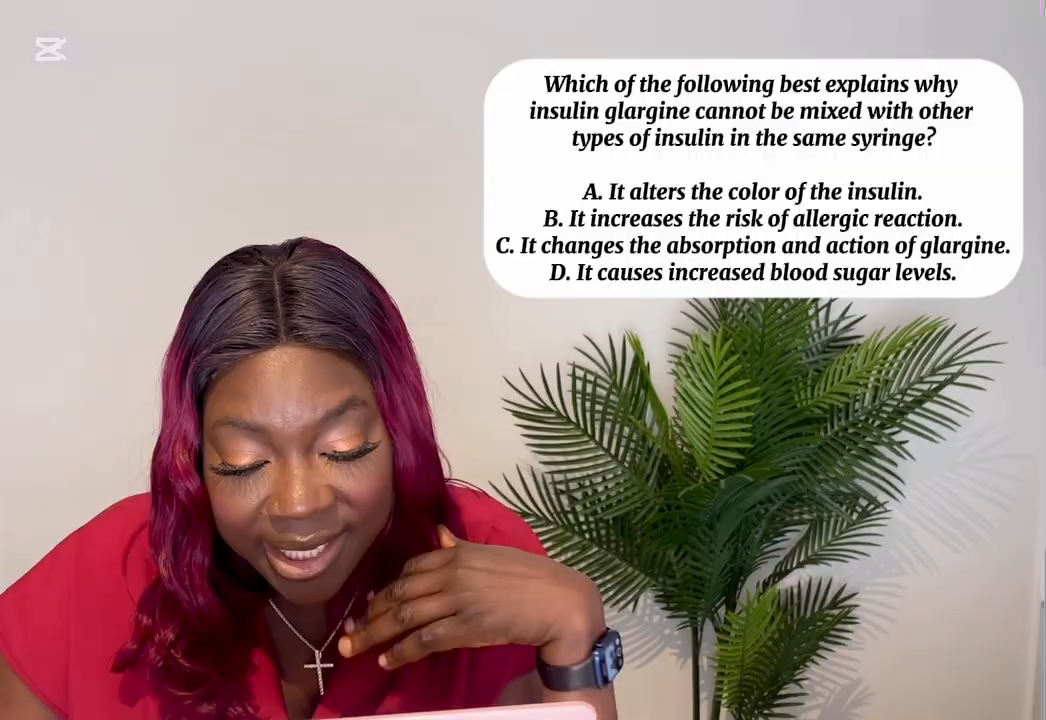 Which of the following best explains why
insulin glargine cannot be mixed with other
types of insulin in the same syringe?
A. It alters the color of the insulin.
B. It increases the risk of allergic reaction.
C. It changes the absorption and action of glargine.
D. It causes increased blood sugar levels.